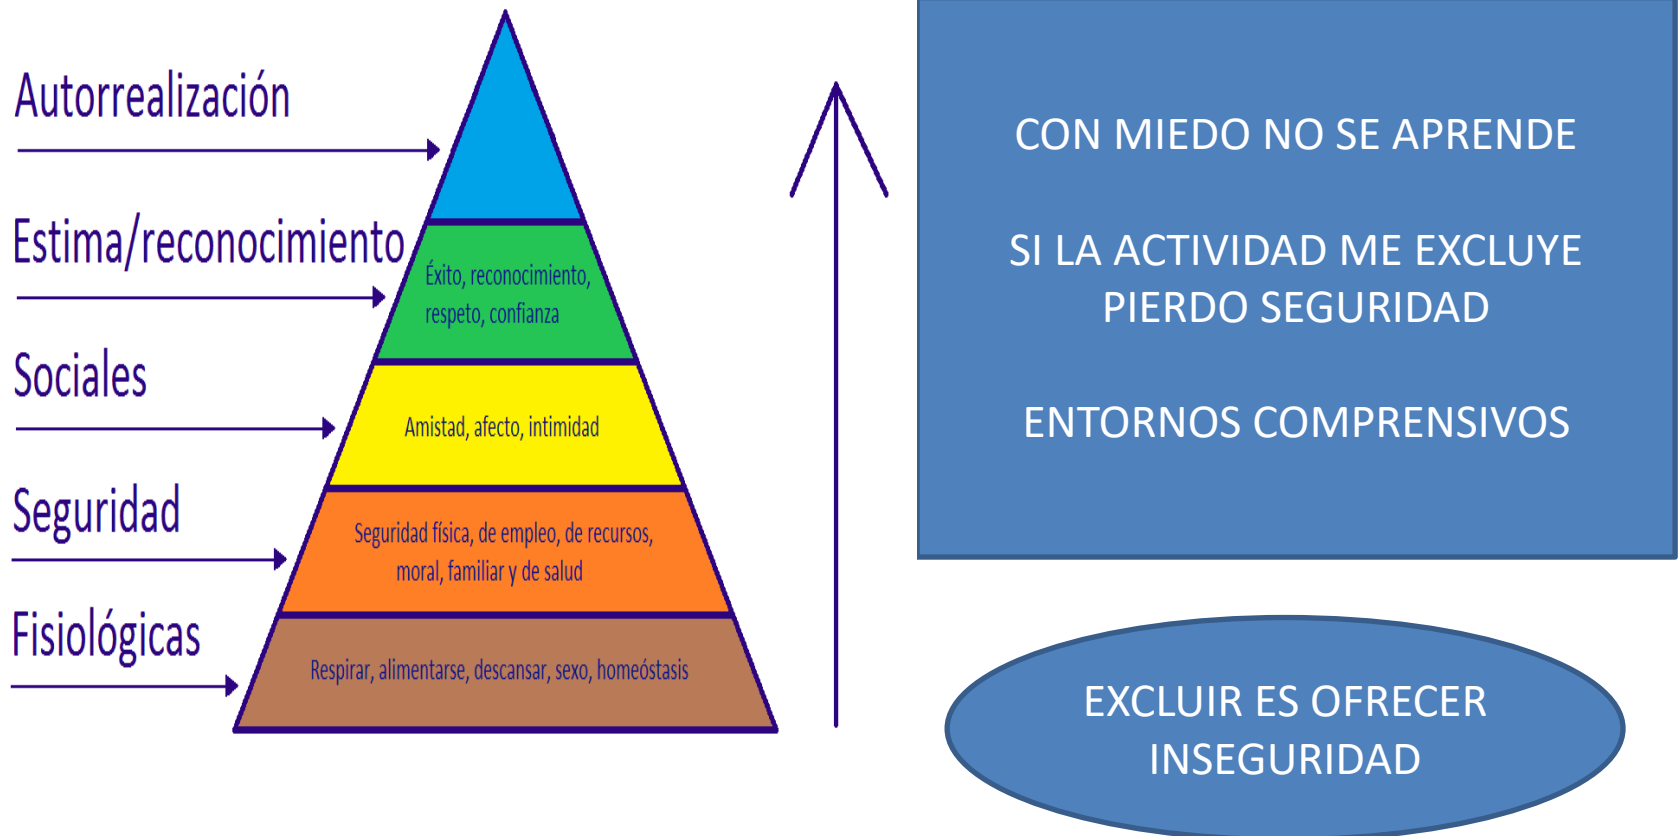 Autorrealización
Estima/reconocimiento
Éxito, reconocimiento,
respeto, confianza
Sociales
Amistad, afecto, intimidad
Seguridad
Seguridad física, de empleo, de recursos,
moral, familiar y de salud
Fisiológicas
Respirar, alimentarse, descansar, sexo, homeóstasis
CON MIEDO NO SE APRENDE
SI LA ACTIVIDAD ME EXCLUYE
PIERDO SEGURIDAD
ENTORNOS COMPRENSIVOS
EXCLUIR ES OFRECER
INSEGURIDAD